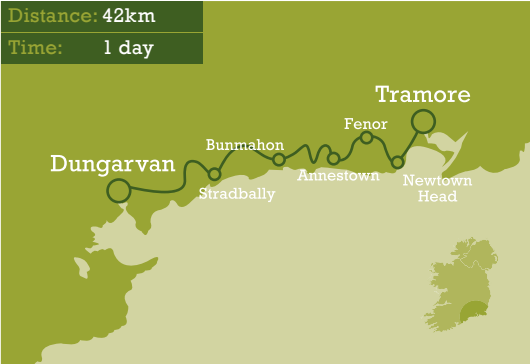 Distance: 42km
Time: 1 day
Tramore
Fenor
Bunmahon
Dungarvan
Annestown
Newtown
Head
Stradbally